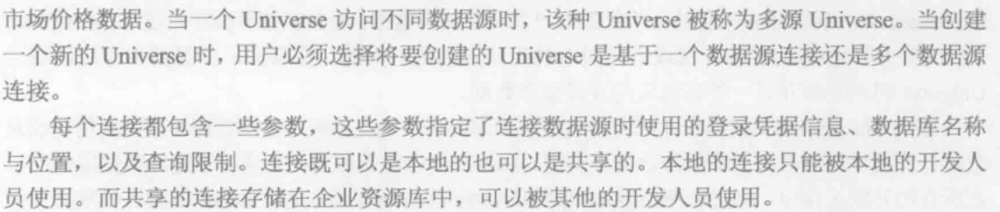 市场价格数据。当一个 Universe 访问不同数据源时，该种 Universe 被称为多源 Universe。当创建
一个新的 Universe 时，用户必须选择将要创建的 Universe 是基于一个数据源连接还是多个数据源
连接。
每个连接都包含一些参数，这些参数指定了连接数据源时使用的登录凭据信息、数据库名称
与位置，以及查询限制。连接既可以是本地的也可以是共享的。本地的连接只能被本地的开发人
员使用。而共享的连接存储在企业资源库中，可以被其他的开发人员使用。